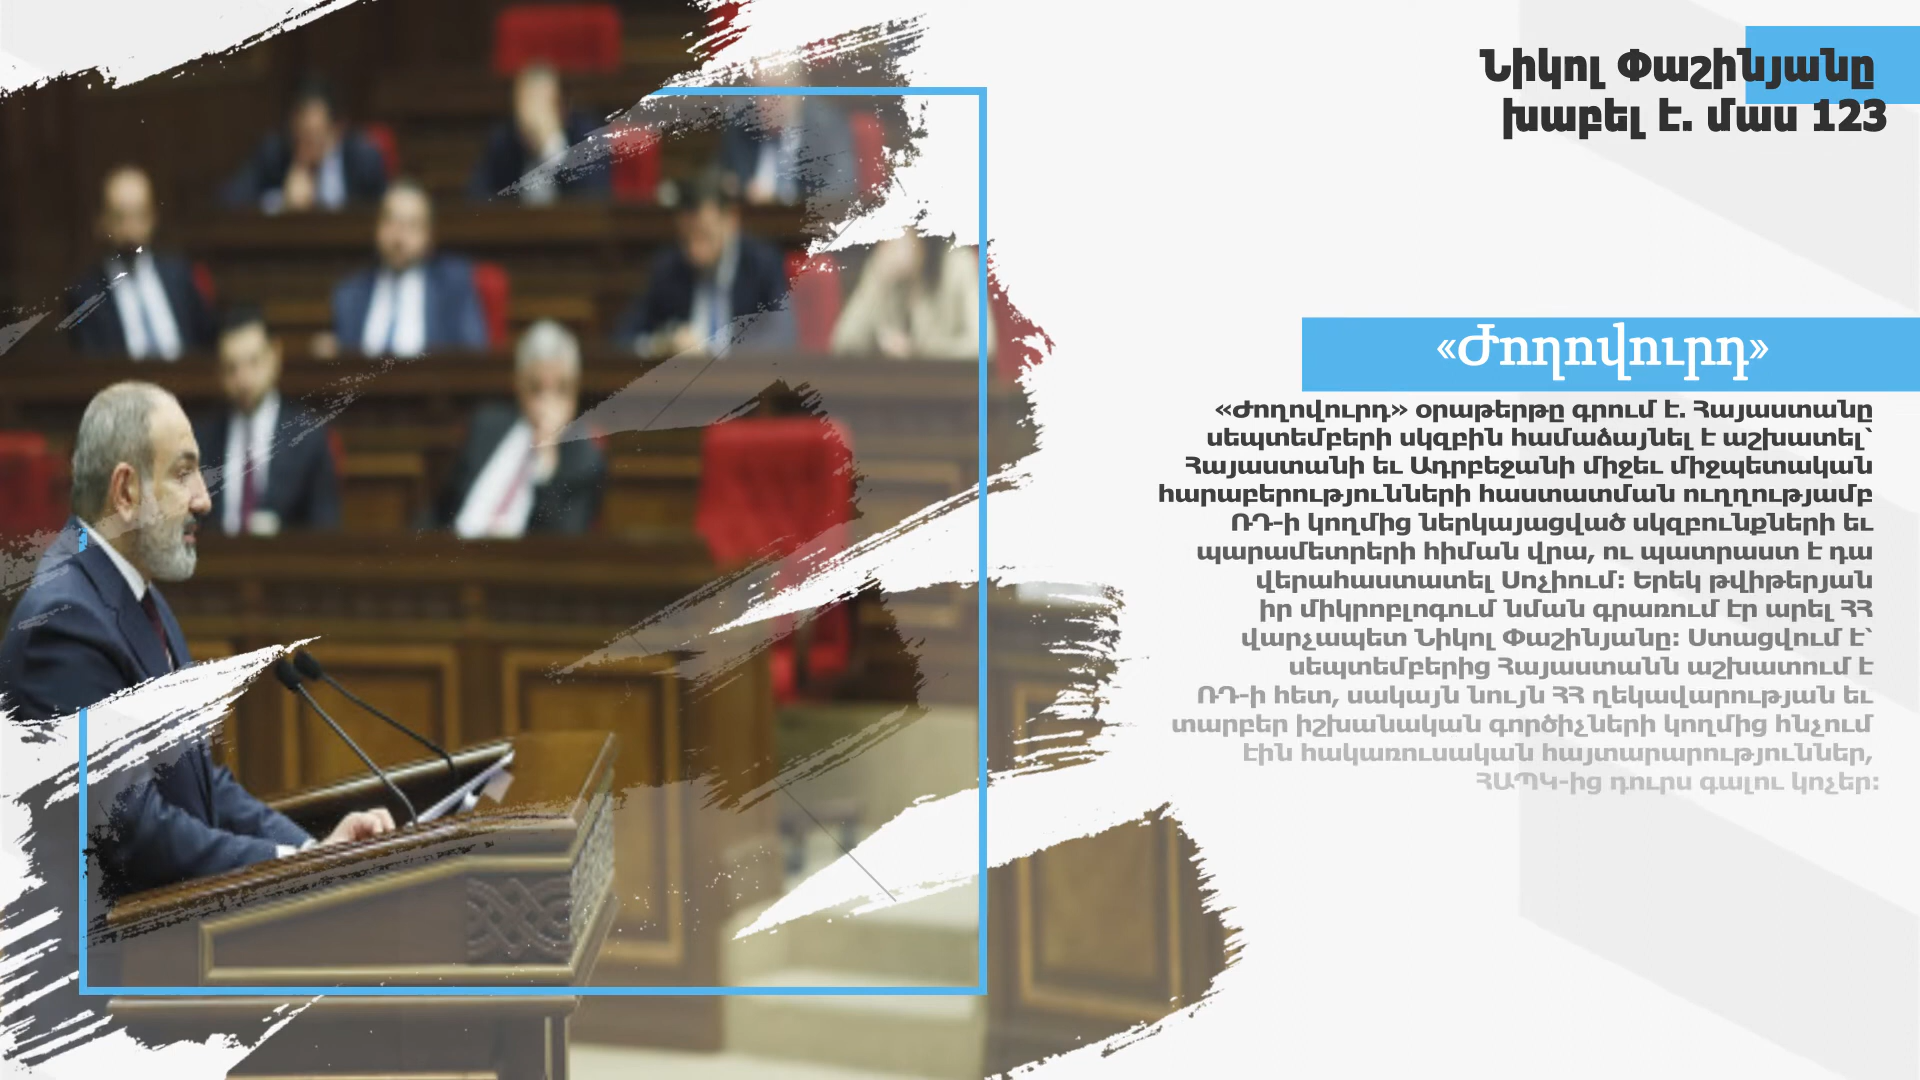 Նիկոլ Փաշինյանը
խաբել է. մաս 123
«Ժողովուրդ»
«Ժողովուրդ» օրաթերթը գրում է. Հայաստանը
սեպտեմբերի սկզբին համաձայնել է աշխատել՝
Հայաստանի եւ Ադրբեջանի միջեւ միջպետական
հարաբերությունների հաստատման ուղղությամբ
ՌԴ-ի կողմից ներկայացված սկզբունքների եւ
պարամետրերի հիման վրա, ու պատրաստ է դա
վերահաստատել Սոչիում: Երեկ թվիթերյան
իր միկրոբլոգում նման գրառում էր արել ՀՀ
վարչապետ Նիկոլ Փաշինյանը: Ստացվում է՝
սեպտեմբերից Հայաստանն աշխատում է
ՌԴ-ի հետ, սակայն նույն ՀՀ ղեկավարության եւ
տարբեր իշխանական գործիչների կողմից հնչում
էին հակառուսական հայտարարություններ,
ՀԱՊԿ-ից դուրս գալու կոչեր: